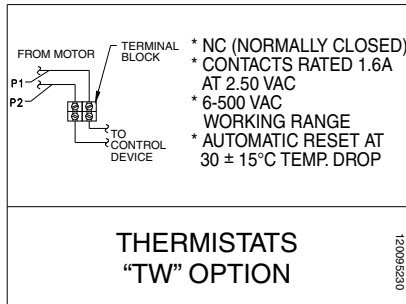 FROM MOTOR
P1
P2
TERMINAL
BLOCK
TO
CONTROL
DEVICE
* NC (NORMALLY CLOSED)
* CONTACTS RATED 1.6A
AT 2.50 VAC
* 6-500 VAC
WORKING RANGE
* AUTOMATIC RESET AT
30 ± 15°C TEMP. DROP
THERMISTATS
“TW” OPTION
120095230